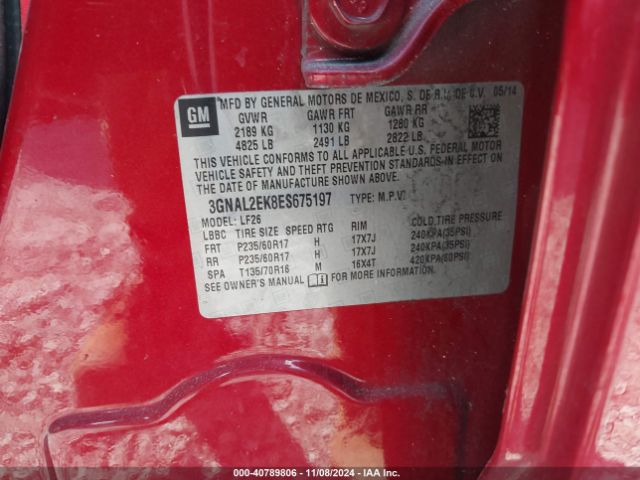 GM
MFD BY GENERAL MOTORS DE MEXICO, S. DE R.L. DE C.V. 05/14
GVWR GAWR FRT GAWR RR
2189 KG 1130 KG 1280 KG
4825 LB 2491 LB 2822 LB
THIS VEHICLE CONFORMS TO ALL APPLICABLE U.S. FEDERAL MOTOR
VEHICLE SAFETY, BUMPER, AND THEFT PREVENTION STANDARDS IN EFFECT ON
THE DATE OF MANUFACTURE SHOWN ABOVE.
3GNAL2EK8ES675197 TYPE: M.P.V
MODEL: LF26
LBBC TIRE SIZE SPEED RTG RIM COLD TIRE PRESSURE
FRT P235/60R17 H 17X7J 240KPA(35PSI)
RR P235/60R17 H 17X7J 240KPA(35PSI)
SPA T135/70R16 M 16X4T 420KPA(60PSI)
SEE OWNER'S MANUAL FOR MORE INFORMATION.
000-40789806 - 11/08/2024 - IAA Inc.